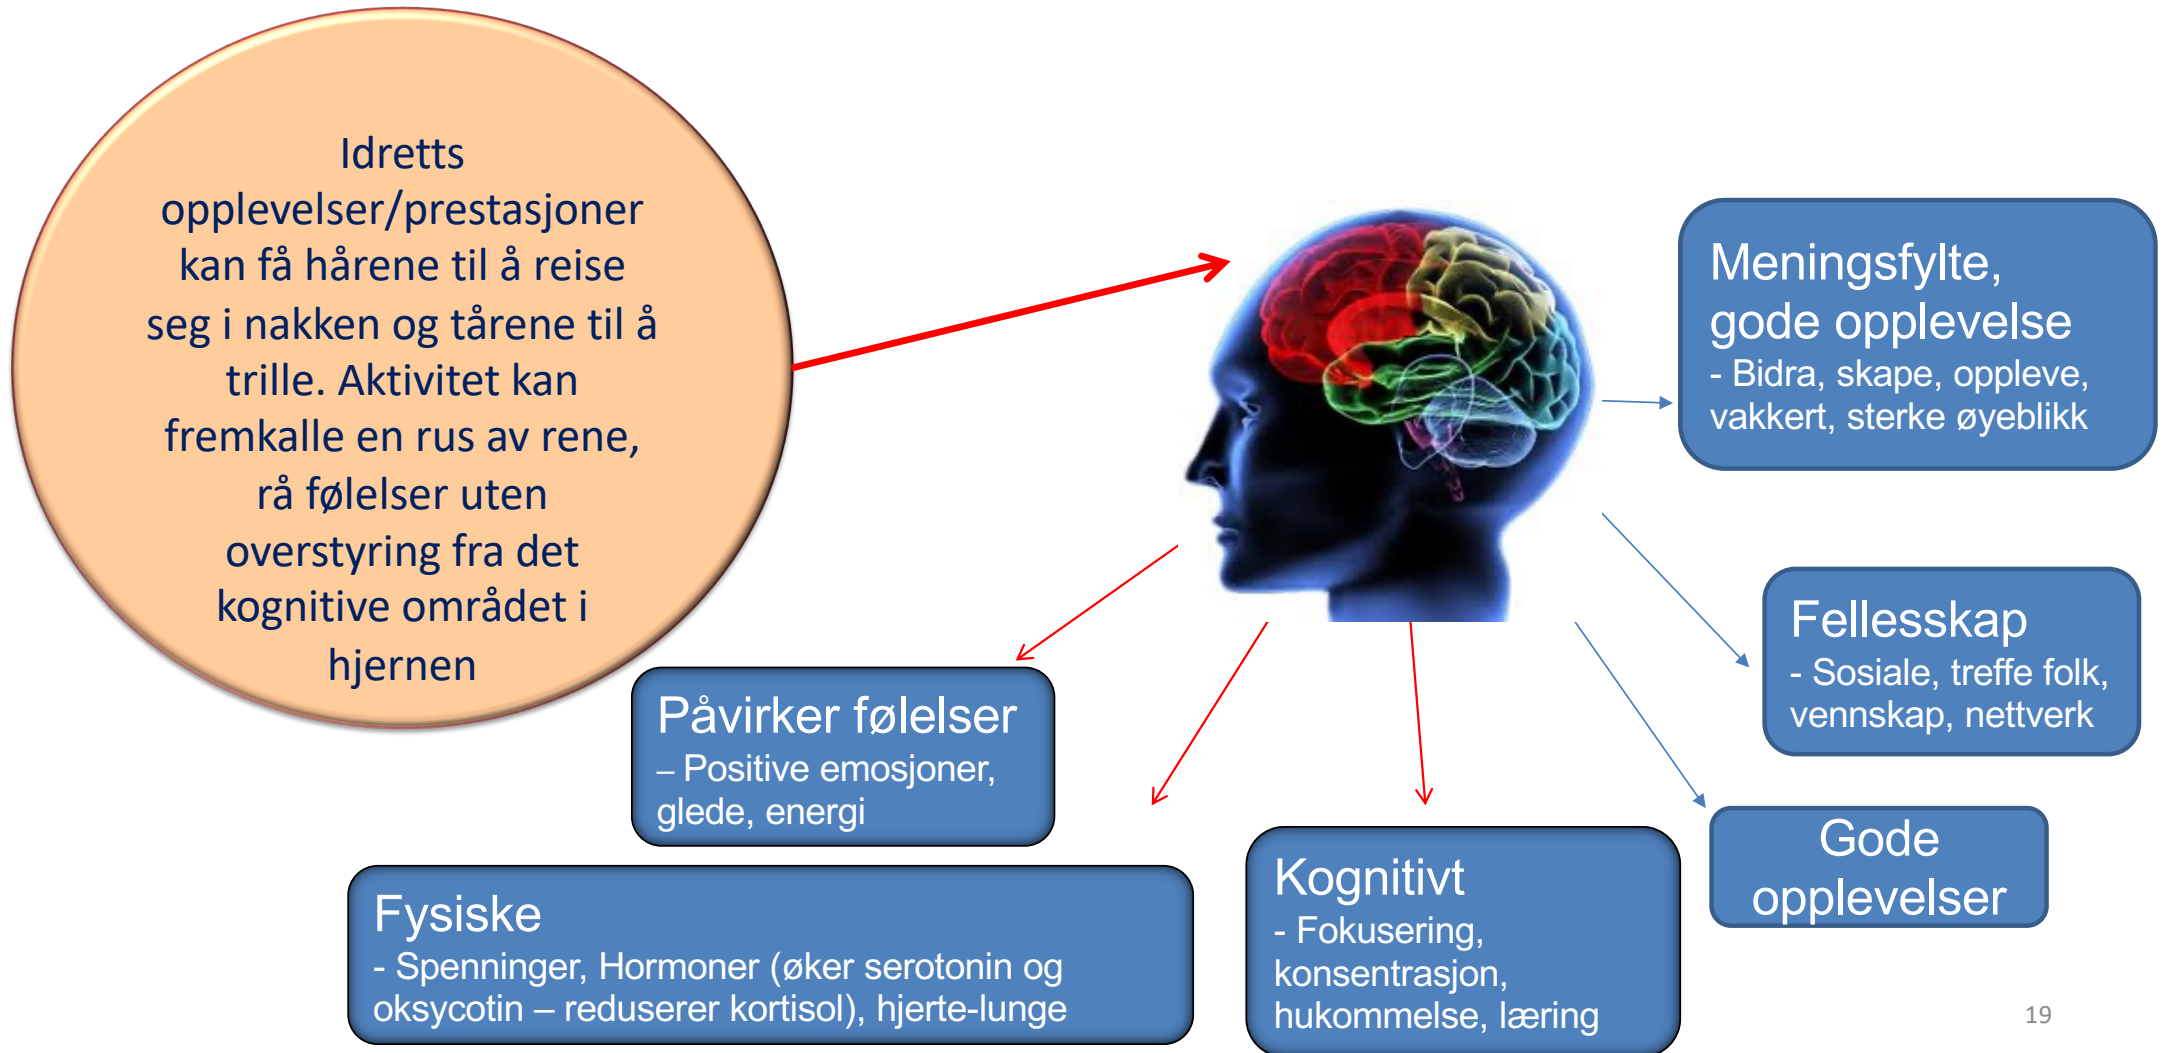 Idretts
opplevelser/prestasjoner
kan få hårene til å reise
seg i nakken og tårene til å
trille. Aktivitet kan
fremkalle en rus av rene,
rå følelser uten
overstyring fra det
kognitive området i
hjernen
Meningsfylte,
gode opplevelse
- Bidra, skape, oppleve,
vakkert, sterke øyeblikk
Fellesskap
- Sosiale, treffe folk,
vennskap, nettverk
Påvirker følelser
– Positive emosjoner,
glede, energi
Gode
opplevelser
Kognitivt
- Fokusering,
konsentrasjon,
hukommelse, læring
Fysiske
- Spenninger, Hormoner (øker serotonin og
oksycotin – reduserer kortisol), hjerte-lunge
19